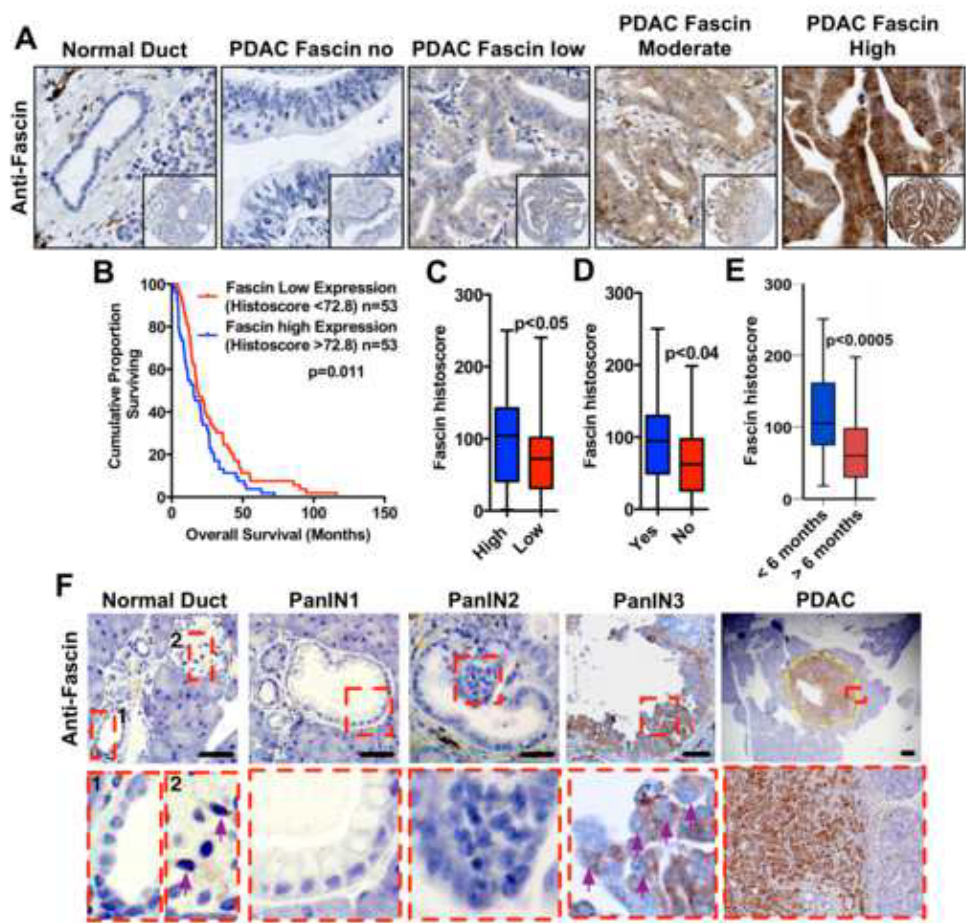 A
Normal Duct
PDAC Fascin no
PDAC Fascin low
PDAC Fascin
Moderate
PDAC Fascin
High
Anti-Fascin
B
Cumulative Proportion
Surviving
100
80
60
40
20
0
0
50
100
150
Overall Survival (Months)
Fascin Low Expression
(Histoscore <72.8) n=53
Fascin high Expression
(Histoscore >72.8) n=53
p=0.011
C
Fascin histoscore
300
200
100
0
p<0.05
High
Low
D
Fascin histoscore
300
200
100
0
p<0.04
Yes
No
E
Fascin histoscore
300
200
100
0
p<0.0005
< 6 months
> 6 months
F
Normal Duct
PanIN1
PanIN2
PanIN3
PDAC
Anti-Fascin
2
1
1
2